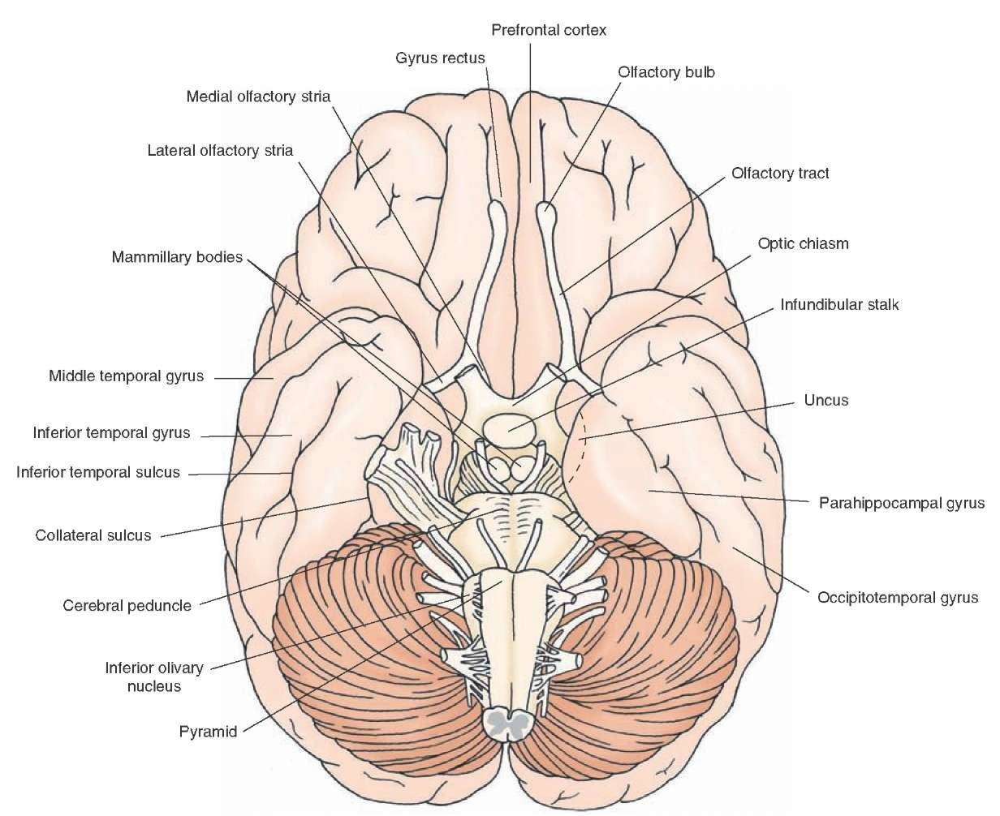 Prefrontal cortex
Gyrus rectus
Olfactory bulb
Medial olfactory stria
Lateral olfactory stria
Olfactory tract
Optic chiasm
Mammillary bodies
Infundibular stalk
Middle temporal gyrus
Uncus
Inferior temporal gyrus
Inferior temporal sulcus
Parahippocampal gyrus
Collateral sulcus
Occipitotemporal gyrus
Cerebral peduncle
Inferior olivary
nucleus
Pyramid